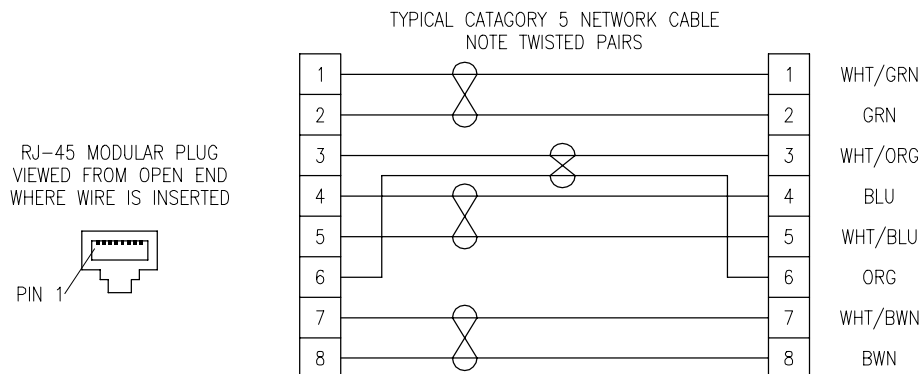 TYPICAL CATAGORY 5 NETWORK CABLE
NOTE TWISTED PAIRS
RJ-45 MODULAR PLUG
VIEWED FROM OPEN END
WHERE WIRE IS INSERTED
PIN 1
1 1 WHT/GRN
2 2 GRN
3 3 WHT/ORG
4 4 BLU
5 5 WHT/BLU
6 6 ORG
7 7 WHT/BWN
8 8 BWN